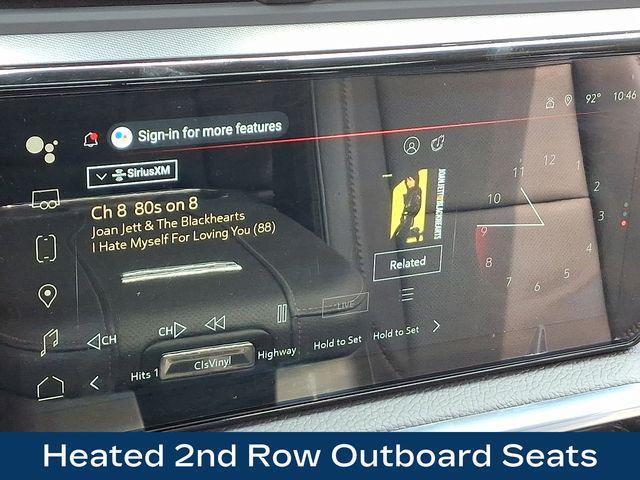 92° 10:46
Sign-in for more features
SiriusXM
Ch 8 80s on 8
Joan Jett & The Blackhearts
I Hate Myself For Loving You (88)
JOAN JETT BLACKHEARTS
Related
LIVE
CH CH
Hits 1 ClsVinyl Highway Hold to Set Hold to Set
12
11 1
10 2
9 3
8 4
7 6 5
Heated 2nd Row Outboard Seats